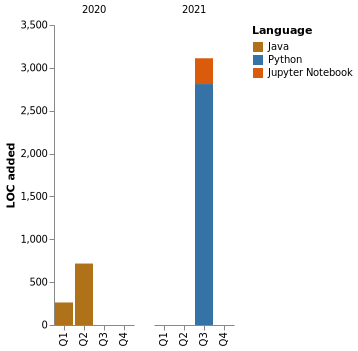 2020 2021
Language
Java
Python
Jupyter Notebook
LOC added
3,500
3,000
2,500
2,000
1,500
1,000
500
0
Q1 Q2 Q3 Q4 Q1 Q2 Q3 Q4